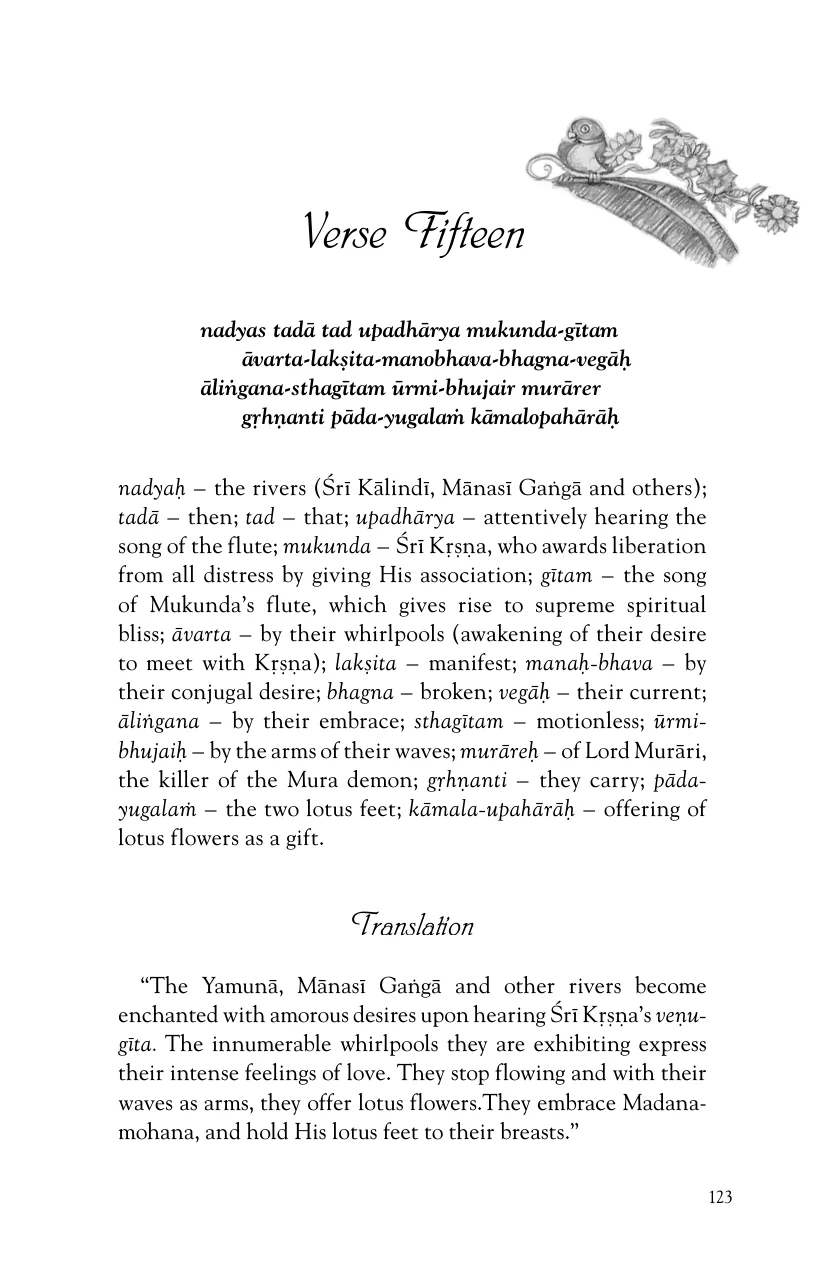 Verse Fifteen
nadyas tadā tad upadhārya mukunda-gītam
āvarta-lakṣita-manobhava-bhagna-vegāḥ
āliṅgana-sthagītam ūrmi-bhujair murārer
gṛhṇanti pāda-yugalaṁ kāmalopahārāḥ
nadyaḥ – the rivers (Śrī Kālindī, Mānasī Gaṅgā and others);
tadā – then; tad – that; upadhārya – attentively hearing the
song of the flute; mukunda – Śrī Kṛṣṇa, who awards liberation
from all distress by giving His association; gītam – the song
of Mukunda’s flute, which gives rise to supreme spiritual
bliss; āvarta – by their whirlpools (awakening of their desire
to meet with Kṛṣṇa); lakṣita – manifest; manaḥ-bhava – by
their conjugal desire; bhagna – broken; vegāḥ – their current;
āliṅgana – by their embrace; sthagītam – motionless; ūrmi-
bhujaiḥ – by the arms of their waves; murāreḥ – of Lord Murāri,
the killer of the Mura demon; gṛhṇanti – they carry; pāda-
yugalaṁ – the two lotus feet; kāmala-upahārāḥ – offering of
lotus flowers as a gift.
Translation
“The Yamunā, Mānasī Gaṅgā and other rivers become
enchanted with amorous desires upon hearing Śrī Kṛṣṇa’s veṇu-
gīta. The innumerable whirlpools they are exhibiting express
their intense feelings of love. They stop flowing and with their
waves as arms, they offer lotus flowers.They embrace Madana-
mohana, and hold His lotus feet to their breasts.”
123